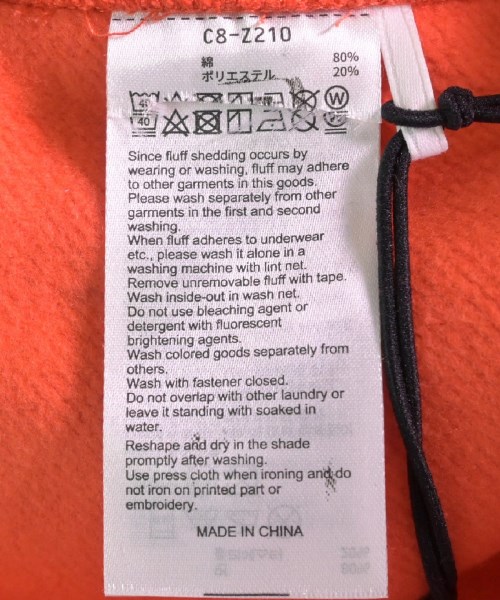 C8-Z210
綿 80%
ポリエステル 20%
40
40
Since fluff shedding occurs by
wearing or washing, fluff may adhere
to other garments in this goods.
Please wash separately from other
garments in the first and second
washing.
When fluff adheres to underwear
etc., please wash it alone in a
washing machine with lint net.
Remove unremovable fluff with tape.
Wash inside-out in wash net.
Do not use bleaching agent or
detergent with fluorescent
brightening agents.
Wash colored goods separately from
others.
Wash with fastener closed.
Do not overlap with other laundry or
leave it standing with soaked in
water.
Reshape and dry in the shade
promptly after washing.
Use press cloth when ironing and do
not iron on printed part or
embroidery.
MADE IN CHINA